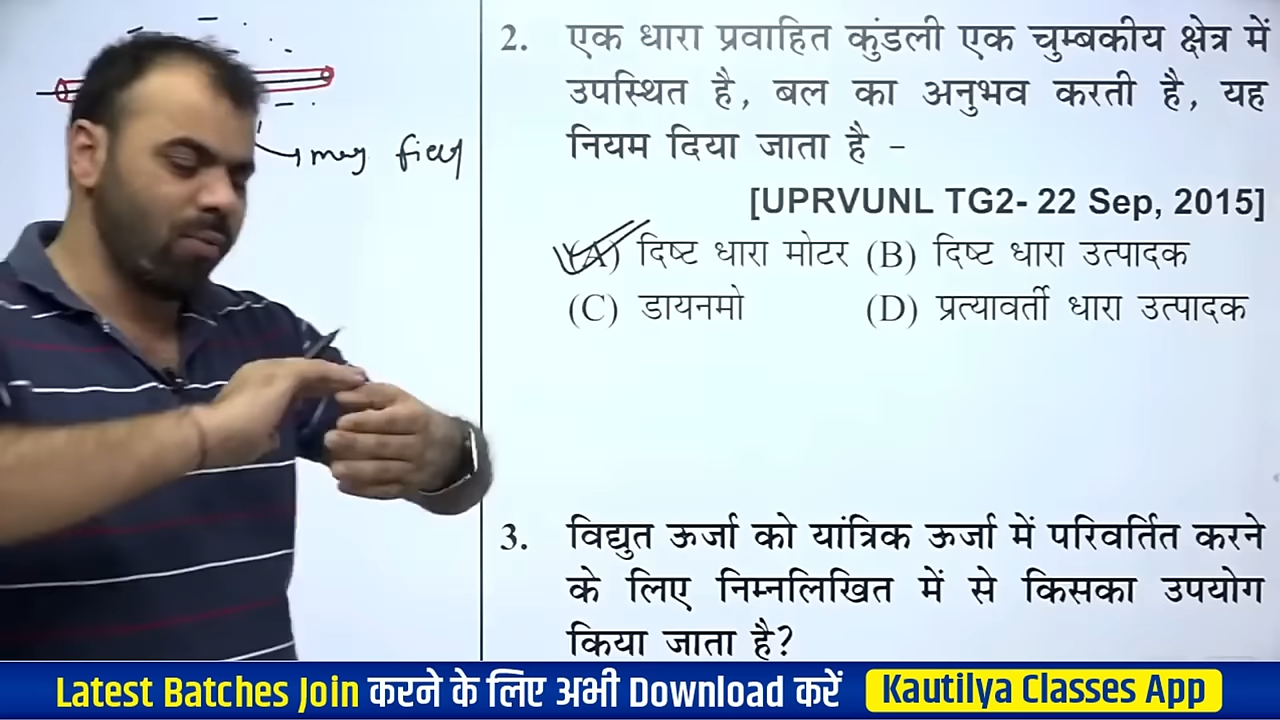 mag field
2. एक धारा प्रवाहित कुंडली एक चुम्बकीय क्षेत्र में
उपस्थित है, बल का अनुभव करती है, यह
नियम दिया जाता है -
[UPRVUNL TG2- 22 Sep, 2015]
(A) दिष्ट धारा मोटर (B) दिष्ट धारा उत्पादक
(C) डायनमो (D) प्रत्यावर्ती धारा उत्पादक
3. विद्युत ऊर्जा को यांत्रिक ऊर्जा में परिवर्तित करने
के लिए निम्नलिखित में से किसका उपयोग
किया जाता है?
Latest Batches Join करने के लिए अभी Download करें Kautilya Classes App